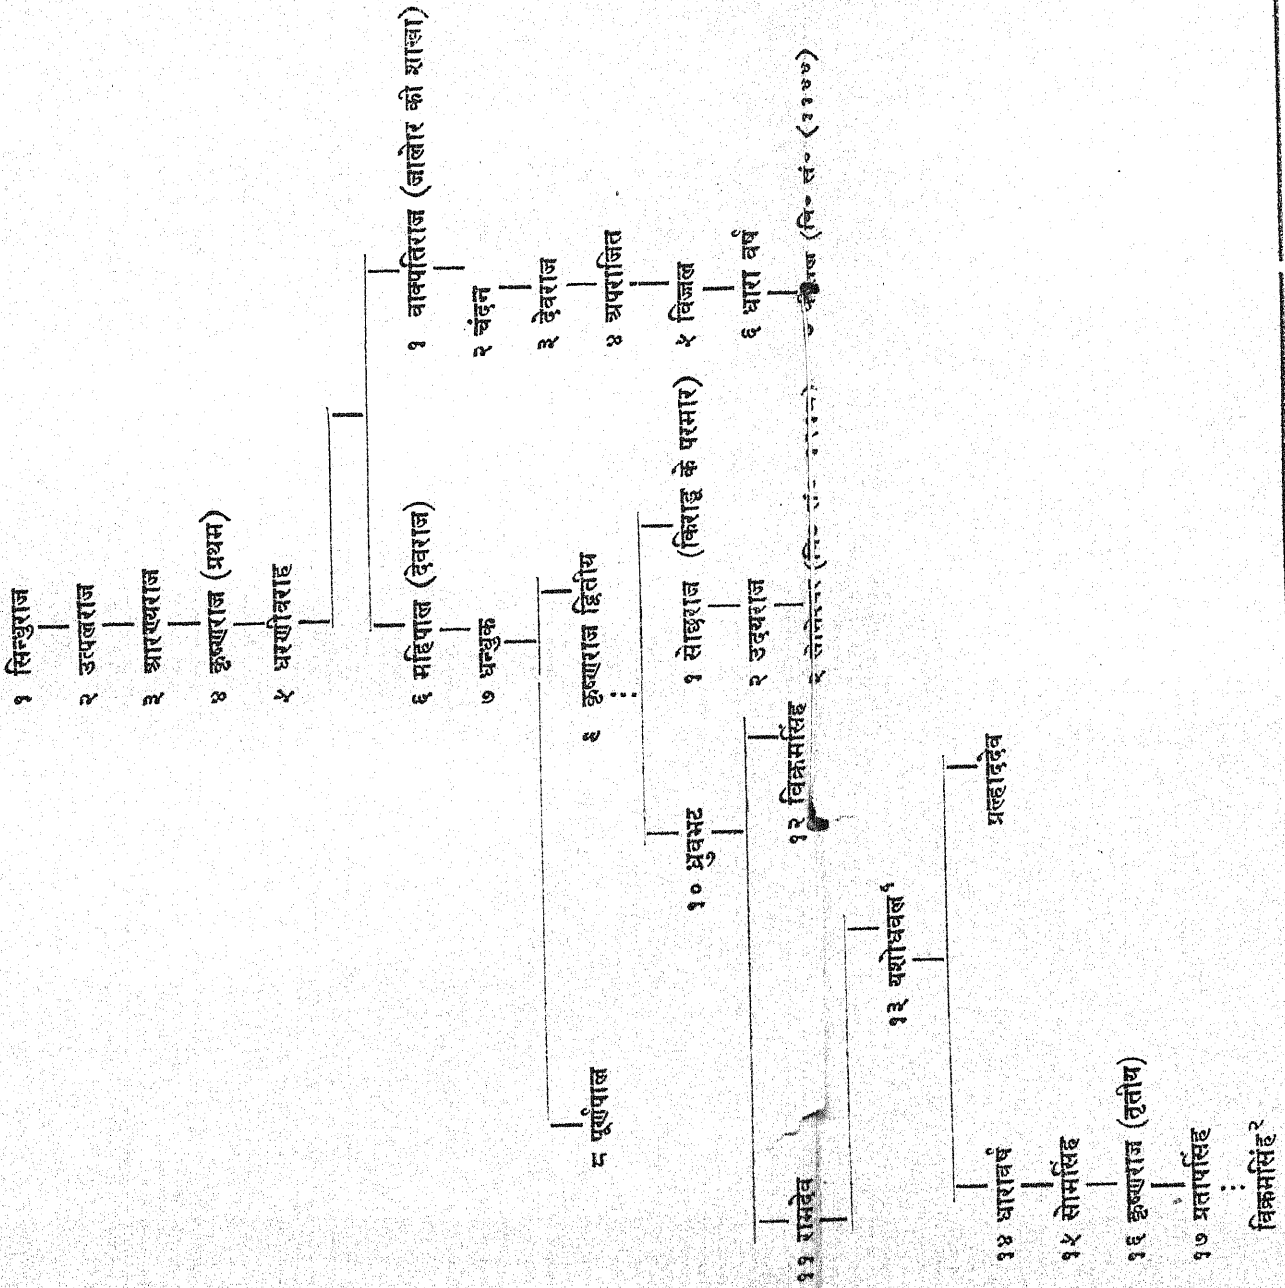 १ सिन्धुराज
२ उत्पलराज
३ आरण्यराज
४ कृष्णराज (प्रथम)
५ धरणीवराह
६ महिपाल (देवराज)
७ धन्धुक
८ पूर्णपाल
९ कृष्णराज द्वितीय
१० ध्रुवभट
११ रामदेव
१२ विक्रमसिंह
१३ यशोधवल¹
१४ धारावर्ष
प्रल्हाददेव
१५ सोमसिंह
१६ कृष्णराज (तृतीय)
१७ प्रतापसिंह
विक्रमसिंह²
१ सोछराज (किराडू के परमार)
२ उदयराज
१ वाक्पतिराज (जालोर की शाखा)
२ चंदन
३ देवराज
४ अपराजित
५ विज्जल
६ धारा वर्ष
(वि॰ सं॰